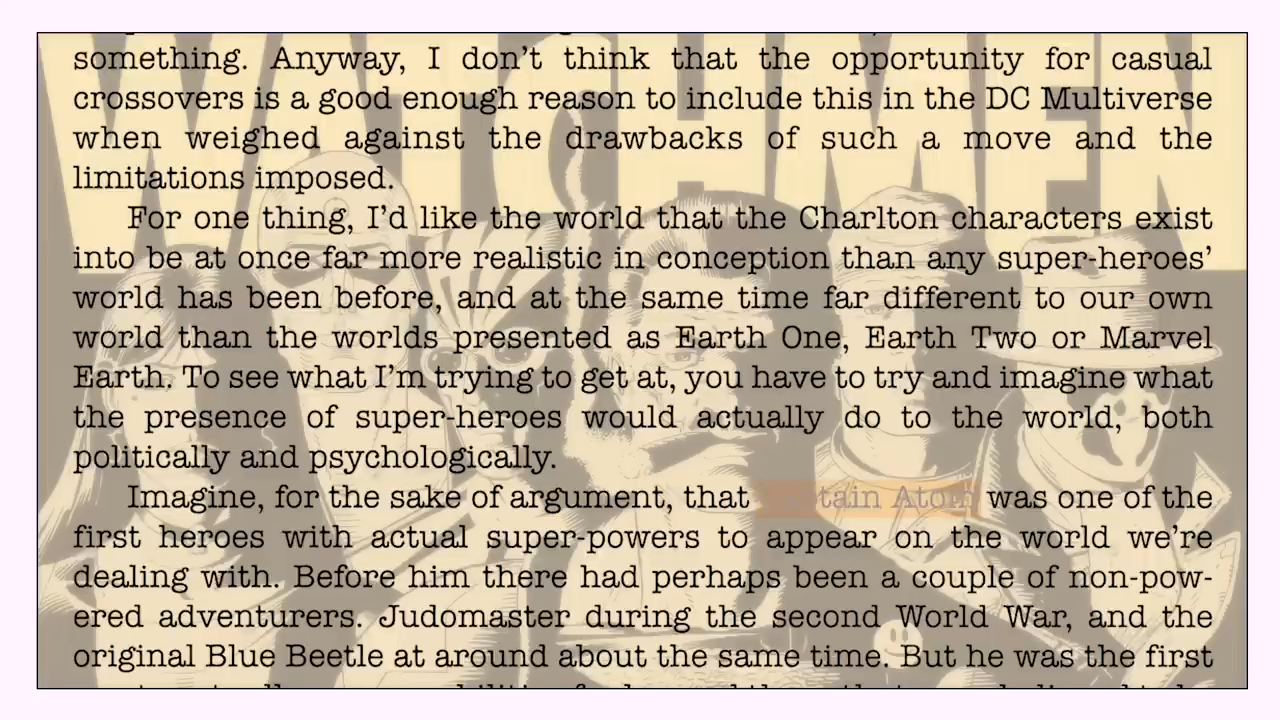 WATCHMEN
something. Anyway, I don't think that the opportunity for casual
crossovers is a good enough reason to include this in the DC Multiverse
when weighed against the drawbacks of such a move and the
limitations imposed.
For one thing, I'd like the world that the Charlton characters exist
into be at once far more realistic in conception than any super-heroes'
world has been before, and at the same time far different to our own
world than the worlds presented as Earth One, Earth Two or Marvel
Earth. To see what I'm trying to get at, you have to try and imagine what
the presence of super-heroes would actually do to the world, both
politically and psychologically.
Imagine, for the sake of argument, that Captain Atom was one of the
first heroes with actual super-powers to appear on the world we're
dealing with. Before him there had perhaps been a couple of non-pow-
ered adventurers. Judomaster during the second World War, and the
original Blue Beetle at around about the same time. But he was the first